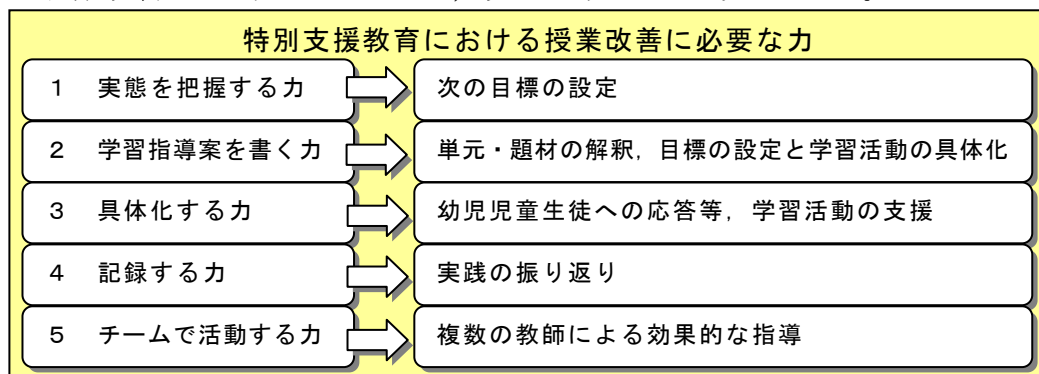 特別支援教育における授業改善に必要な力
1 実態を把握する力 次の目標の設定
2 学習指導案を書く力 単元・題材の解釈，目標の設定と学習活動の具体化
3 具体化する力 幼児児童生徒への応答等，学習活動の支援
4 記録する力 実践の振り返り
5 チームで活動する力 複数の教師による効果的な指導